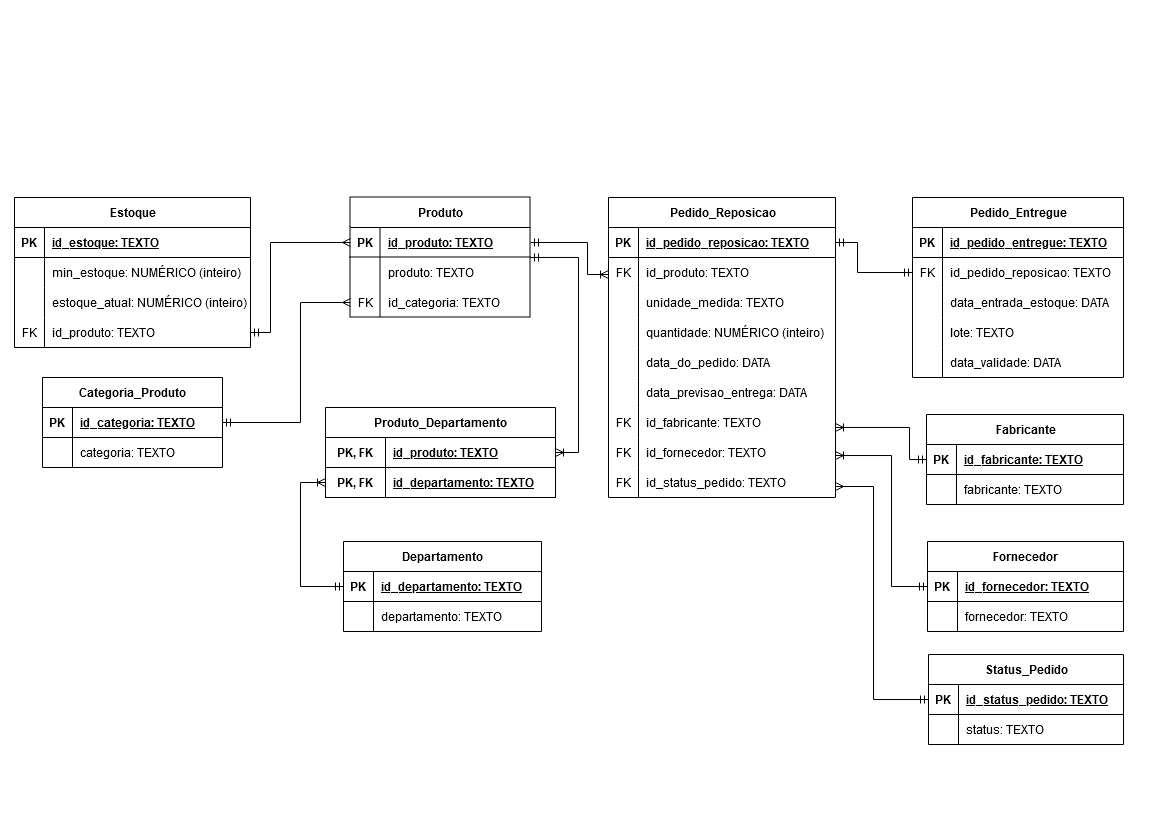 Estoque
PK id_estoque: TEXTO
min_estoque: NUMÉRICO (inteiro)
estoque_atual: NUMÉRICO (inteiro)
FK id_produto: TEXTO
Categoria_Produto
PK id_categoria: TEXTO
categoria: TEXTO
Produto
PK id_produto: TEXTO
produto: TEXTO
FK id_categoria: TEXTO
Produto_Departamento
PK, FK id_produto: TEXTO
PK, FK id_departamento: TEXTO
Departamento
PK id_departamento: TEXTO
departamento: TEXTO
Pedido_Reposicao
PK id_pedido_reposicao: TEXTO
FK id_produto: TEXTO
unidade_medida: TEXTO
quantidade: NUMÉRICO (inteiro)
data_do_pedido: DATA
data_previsao_entrega: DATA
FK id_fabricante: TEXTO
FK id_fornecedor: TEXTO
FK id_status_pedido: TEXTO
Pedido_Entregue
PK id_pedido_entregue: TEXTO
FK id_pedido_reposicao: TEXTO
data_entrada_estoque: DATA
lote: TEXTO
data_validade: DATA
Fabricante
PK id_fabricante: TEXTO
fabricante: TEXTO
Fornecedor
PK id_fornecedor: TEXTO
fornecedor: TEXTO
Status_Pedido
PK id_status_pedido: TEXTO
status: TEXTO